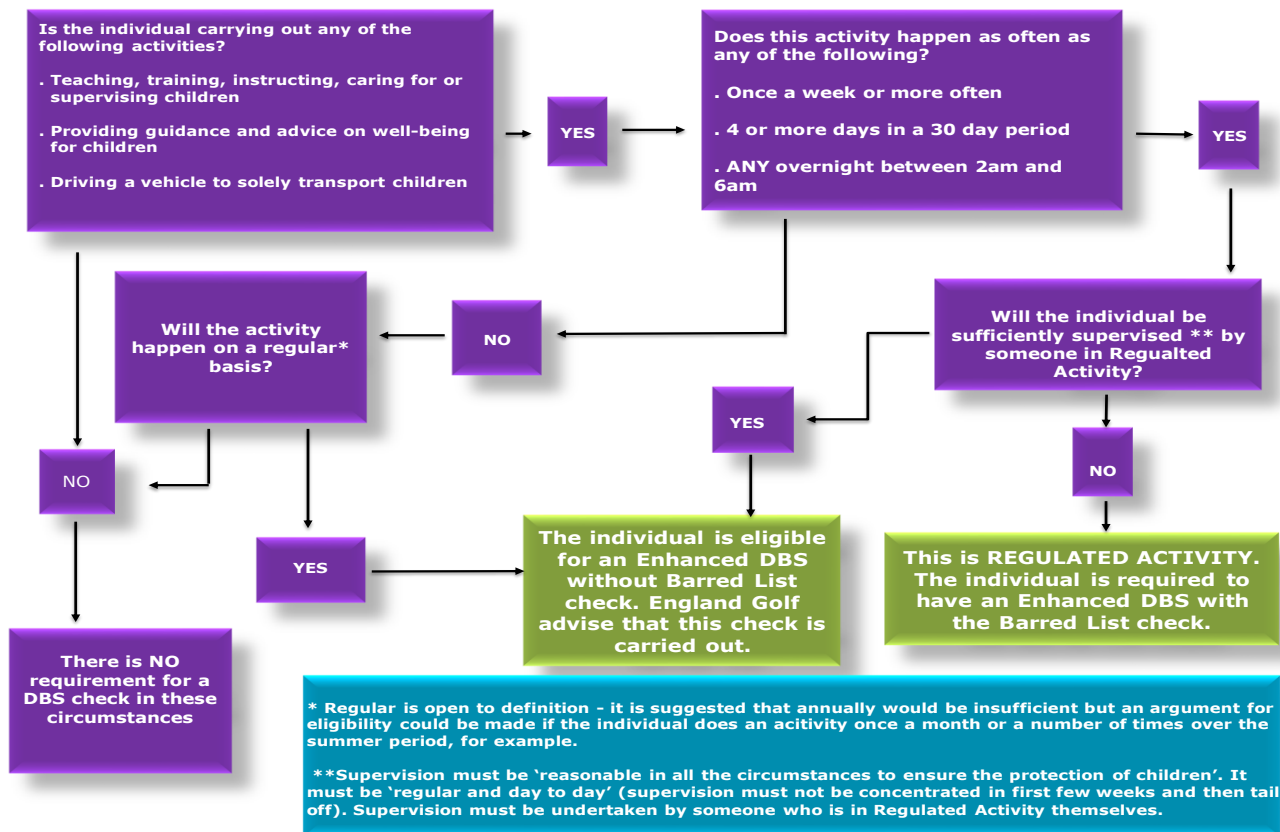 Is the individual carrying out any of the
following activities?
. Teaching, training, instructing, caring for or
supervising children
. Providing guidance and advice on well-being
for children
. Driving a vehicle to solely transport children
YES
Does this activity happen as often as
any of the following?
. Once a week or more often
. 4 or more days in a 30 day period
. ANY overnight between 2am and
6am
YES
Will the activity
happen on a regular*
basis?
NO
Will the individual be
sufficiently supervised ** by
someone in Regualted
Activity?
YES
NO
NO
YES
The individual is eligible
for an Enhanced DBS
without Barred List
check. England Golf
advise that this check is
carried out.
This is REGULATED ACTIVITY.
The individual is required to
have an Enhanced DBS with
the Barred List check.
There is NO
requirement for a
DBS check in these
circumstances
* Regular is open to definition - it is suggested that annually would be insufficient but an argument for
eligibility could be made if the individual does an acitivity once a month or a number of times over the
summer period, for example.
**Supervision must be ‘reasonable in all the circumstances to ensure the protection of children’. It
must be ‘regular and day to day’ (supervision must not be concentrated in first few weeks and then tail
off). Supervision must be undertaken by someone who is in Regulated Activity themselves.